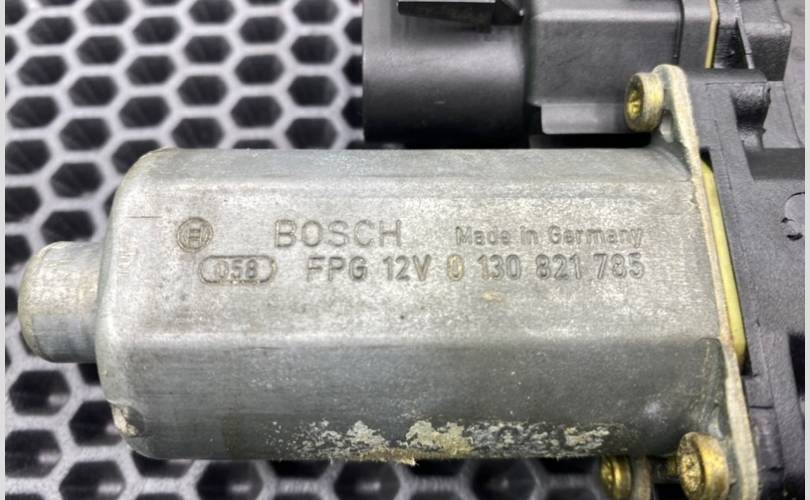 BOSCH Made in Germany
058 FPG 12V 0 130 821 785